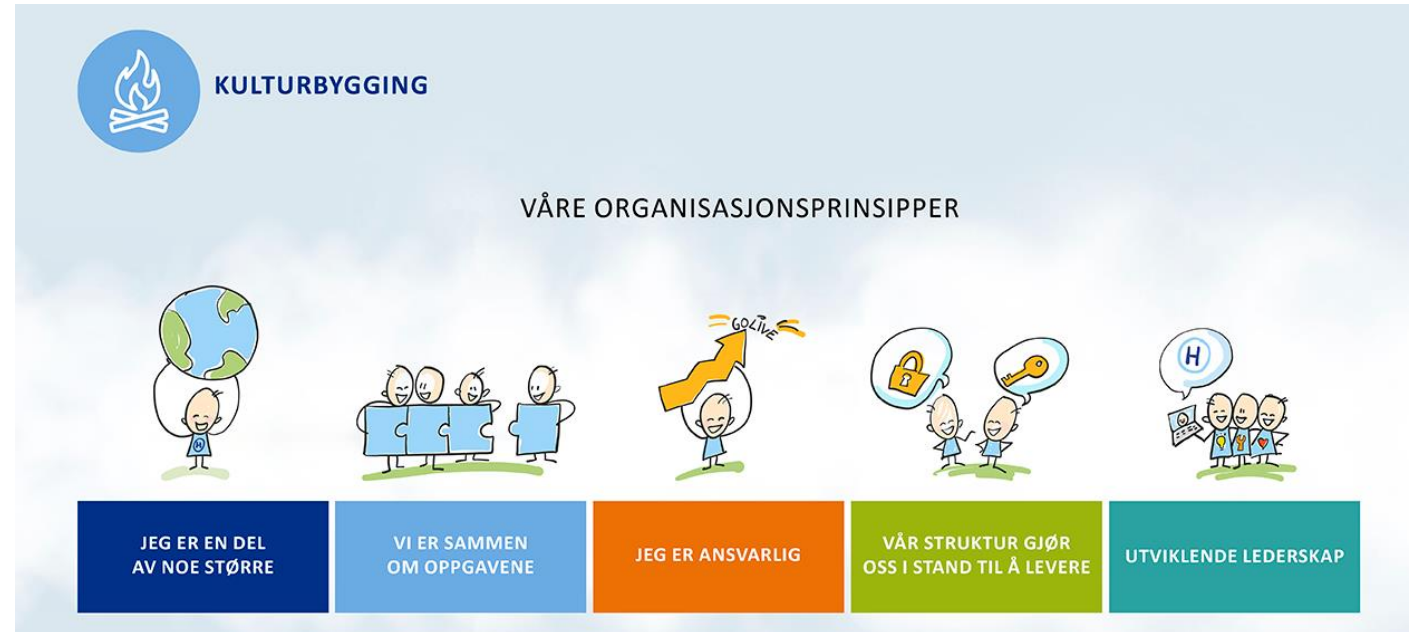 KULTURBYGGING
VÅRE ORGANISASJONSPRINSIPPER
GOLIVE
H
H
JEG ER EN DEL
AV NOE STØRRE
VI ER SAMMEN
OM OPPGAVENE
JEG ER ANSVARLIG
VÅR STRUKTUR GJØR
OSS I STAND TIL Å LEVERE
UTVIKLENDE LEDERSKAP